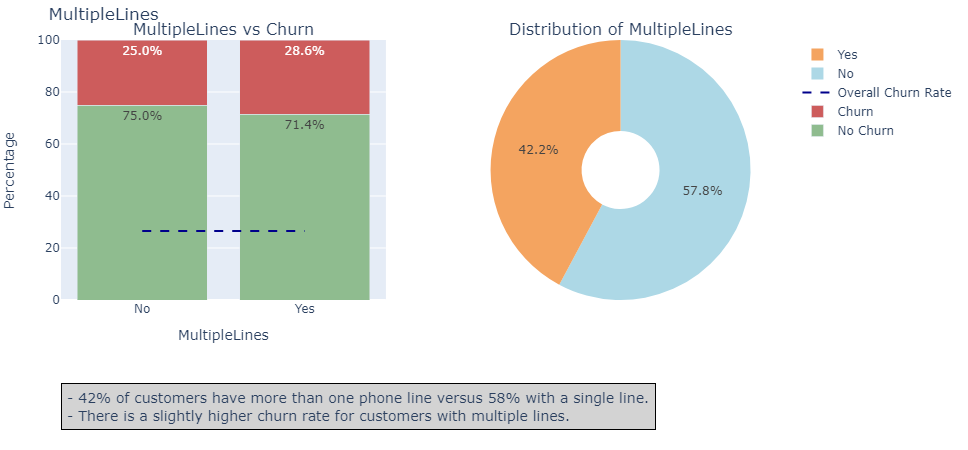 MultipleLines
MultipleLines vs Churn
Percentage
100
80
60
40
20
0
25.0%
28.6%
75.0%
71.4%
No
Yes
MultipleLines
Distribution of MultipleLines
42.2%
57.8%
Yes
No
Overall Churn Rate
Churn
No Churn
- 42% of customers have more than one phone line versus 58% with a single line.
- There is a slightly higher churn rate for customers with multiple lines.